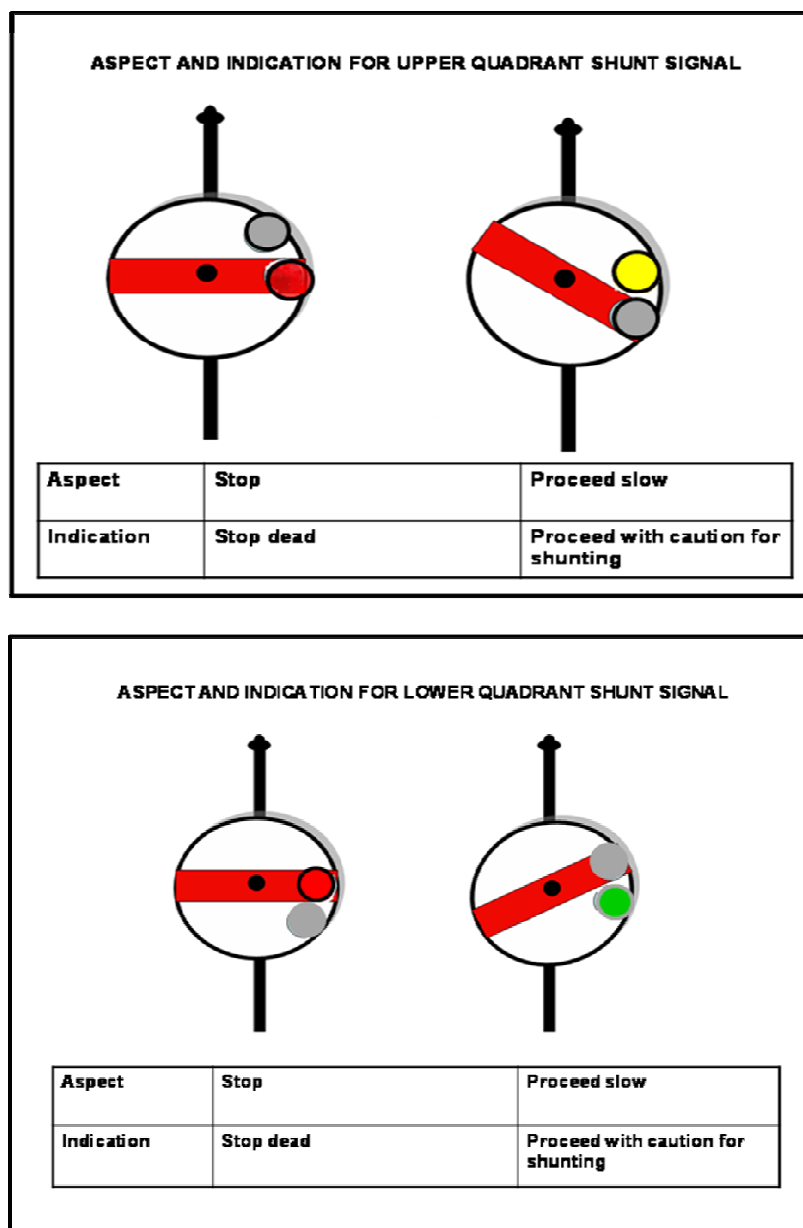 ASPECT AND INDICATION FOR UPPER QUADRANT SHUNT SIGNAL
Aspect Stop Proceed slow
Indication Stop dead Proceed with caution for
shunting
ASPECT AND INDICATION FOR LOWER QUADRANT SHUNT SIGNAL
Aspect Stop Proceed slow
Indication Stop dead Proceed with caution for
shunting